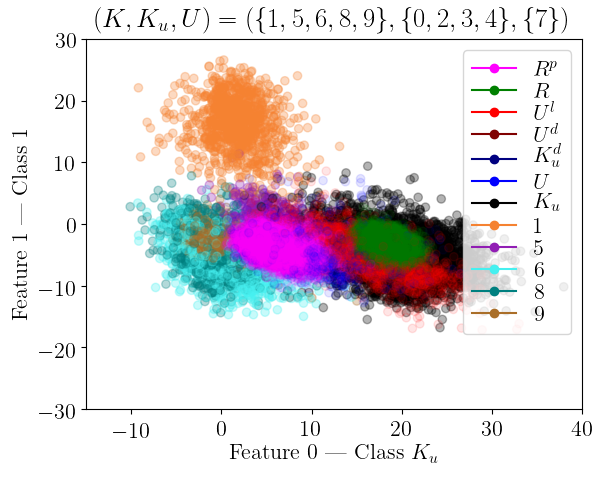 (K, K_u, U) = ({1, 5, 6, 8, 9}, {0, 2, 3, 4}, {7})
Feature 1 — Class 1
30
20
10
0
−10
−20
−30
−10
0
10
20
30
40
Feature 0 — Class K_u
R^p
R
U^l
U^d
K_u^d
U
K_u
1
5
6
8
9